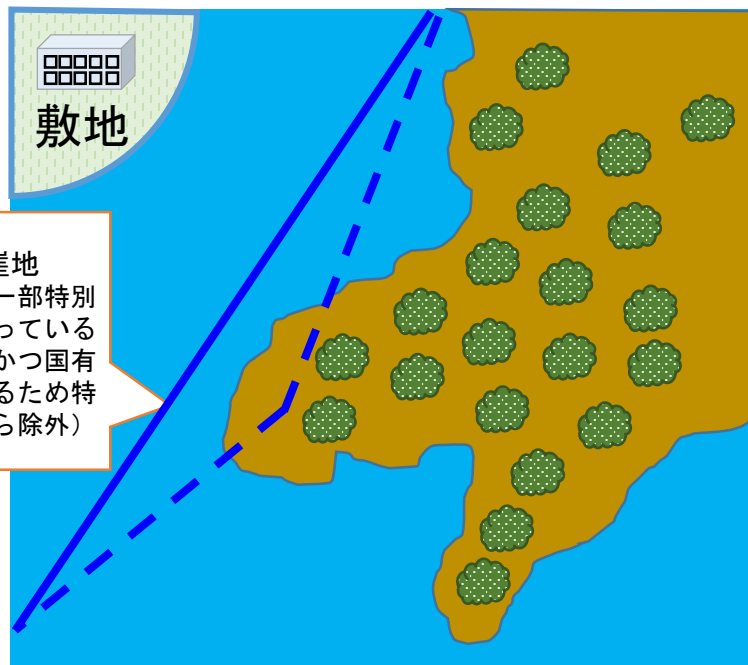 敷地
崖地
一部特別
っている
かつ国有
るため特
ら除外）